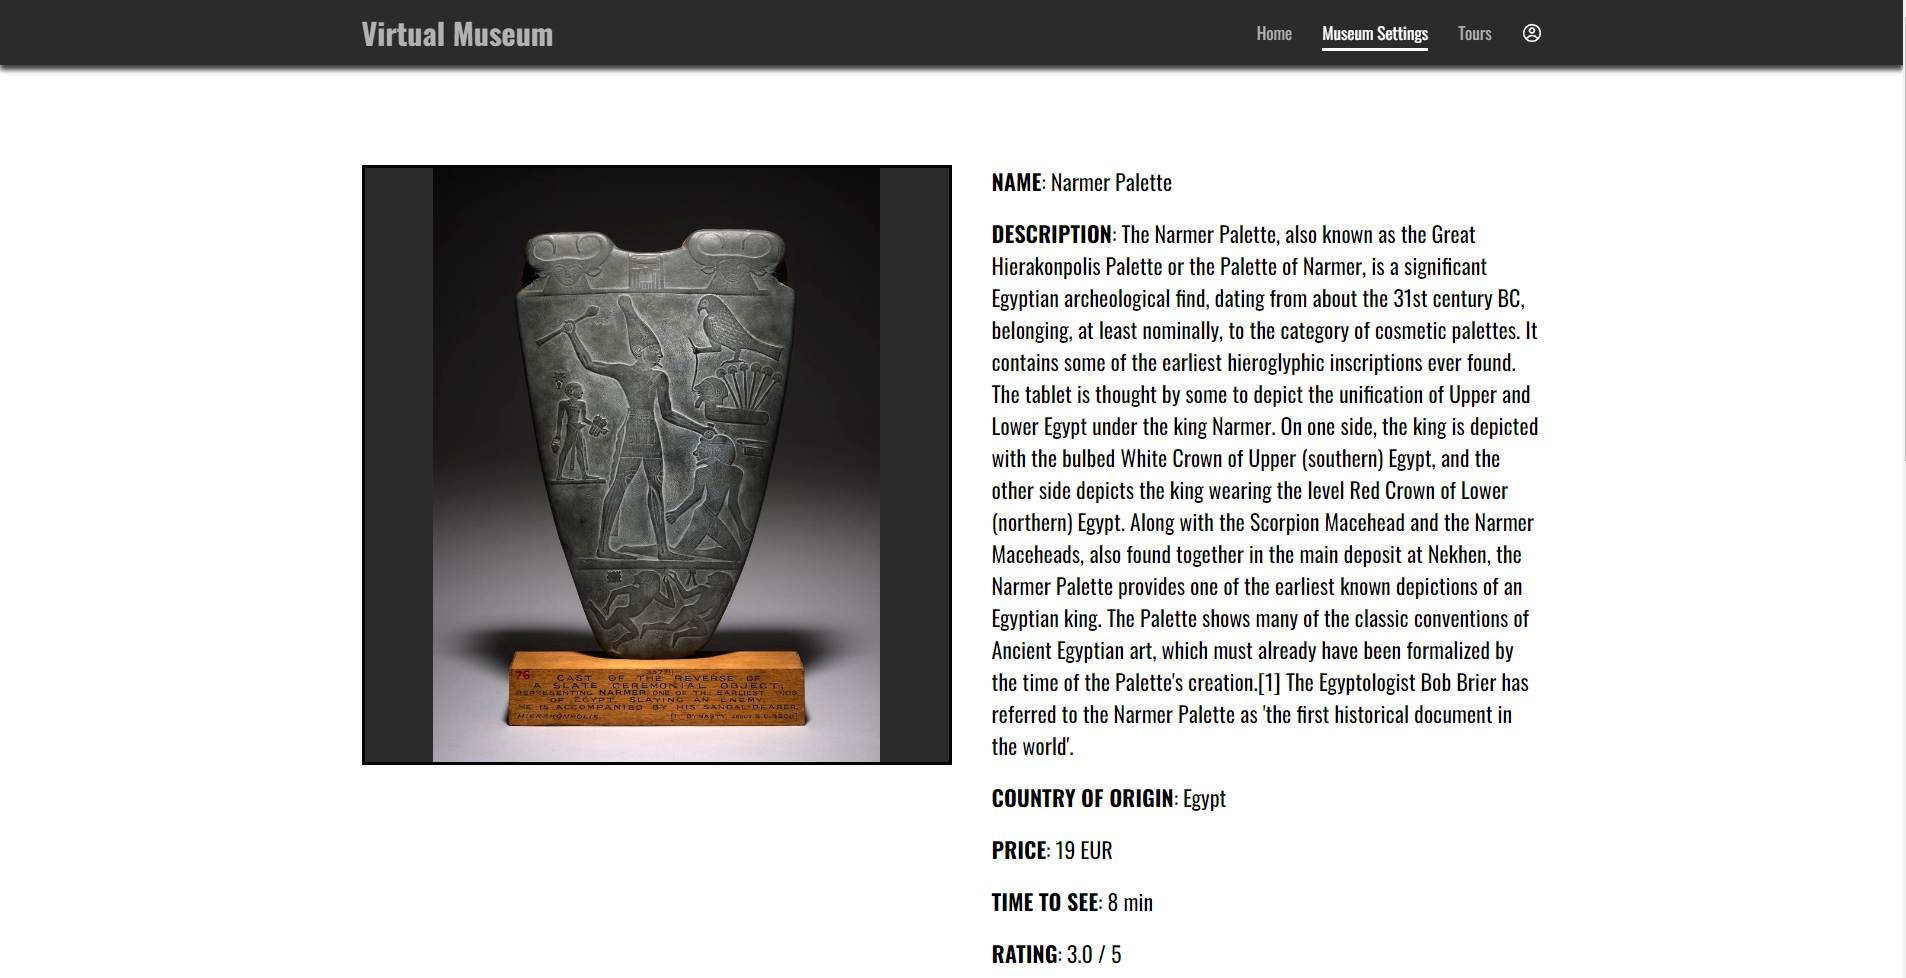 Virtual Museum
Home
Museum Settings
Tours
NAME: Narmer Palette
DESCRIPTION: The Narmer Palette, also known as the Great
Hierakonpolis Palette or the Palette of Narmer, is a significant
Egyptian archeological find, dating from about the 31st century BC,
belonging, at least nominally, to the category of cosmetic palettes. It
contains some of the earliest hieroglyphic inscriptions ever found.
The tablet is thought by some to depict the unification of Upper and
Lower Egypt under the king Narmer. On one side, the king is depicted
with the bulbed White Crown of Upper (southern) Egypt, and the
other side depicts the king wearing the level Red Crown of Lower
(northern) Egypt. Along with the Scorpion Macehead and the Narmer
Maceheads, also found together in the main deposit at Nekhen, the
Narmer Palette provides one of the earliest known depictions of an
Egyptian king. The Palette shows many of the classic conventions of
Ancient Egyptian art, which must already have been formalized by
the time of the Palette's creation.[1] The Egyptologist Bob Brier has
referred to the Narmer Palette as 'the first historical document in
the world'.
COUNTRY OF ORIGIN: Egypt
PRICE: 19 EUR
TIME TO SEE: 8 min
RATING: 3.0 / 5
76
CAST OF THE REVERSE OF
A SLATE CEREMONIAL OBJECT,
REPRESENTING NARMER, ONE OF THE EARLIEST KINGS
OF EGYPT, SLAYING AN ENEMY.
HE IS ACCOMPANIED BY HIS SANDAL-BEARER.
HIERAKONPOLIS.
DYNASTY, ABOUT B.C.